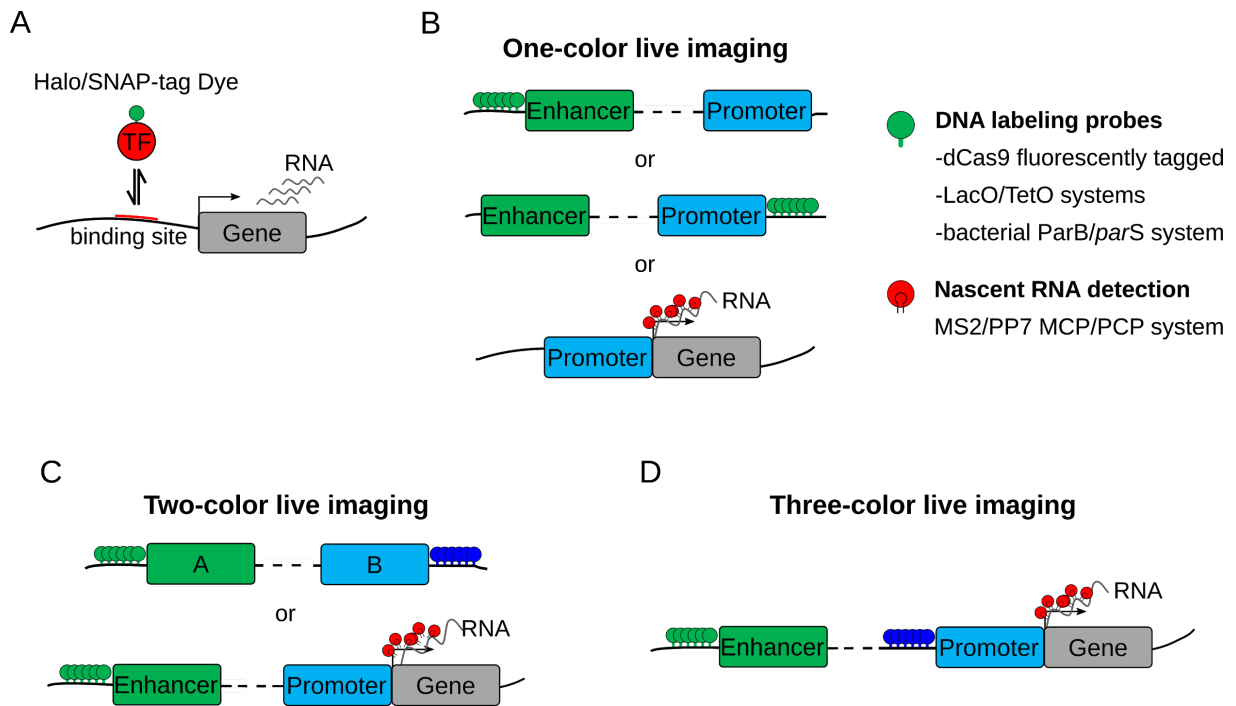 A
Halo/SNAP-tag Dye
TF
RNA
binding site
Gene
B
One-color live imaging
Enhancer
Promoter
or
Enhancer
Promoter
or
RNA
Promoter
Gene
DNA labeling probes
-dCas9 fluorescently tagged
-LacO/TetO systems
-bacterial ParB/parS system
Nascent RNA detection
MS2/PP7 MCP/PCP system
C
Two-color live imaging
A
B
or
RNA
Enhancer
Promoter
Gene
D
Three-color live imaging
RNA
Enhancer
Promoter
Gene